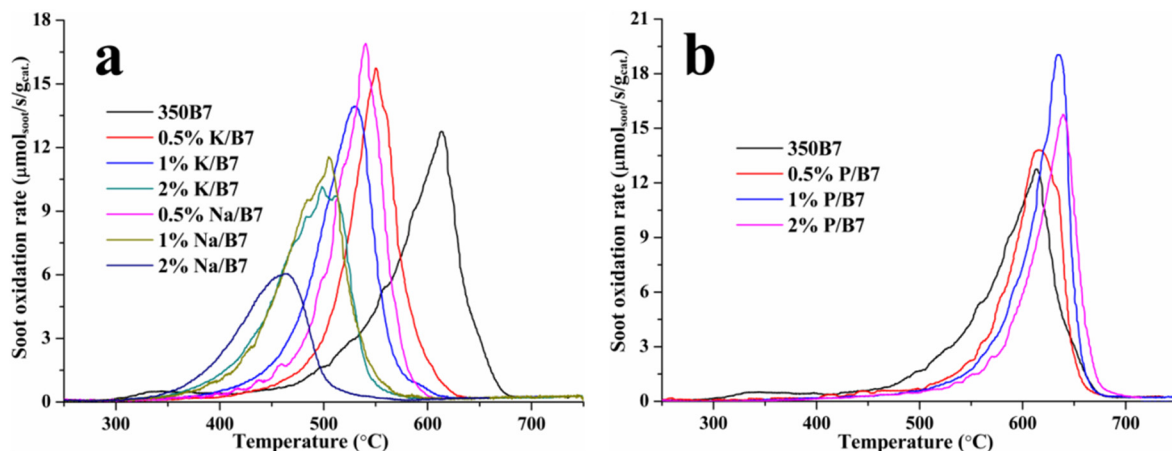 a
18
15
12
9
6
3
0
Soot oxidation rate (μmolsoot/s/gcat.)
350B7
0.5% K/B7
1% K/B7
2% K/B7
0.5% Na/B7
1% Na/B7
2% Na/B7
300 400 500 600 700
Temperature (°C)
b
21
18
15
12
9
6
3
0
Soot oxidation rate (μmolsoot/s/gcat.)
350B7
0.5% P/B7
1% P/B7
2% P/B7
300 400 500 600 700
Temperature (°C)